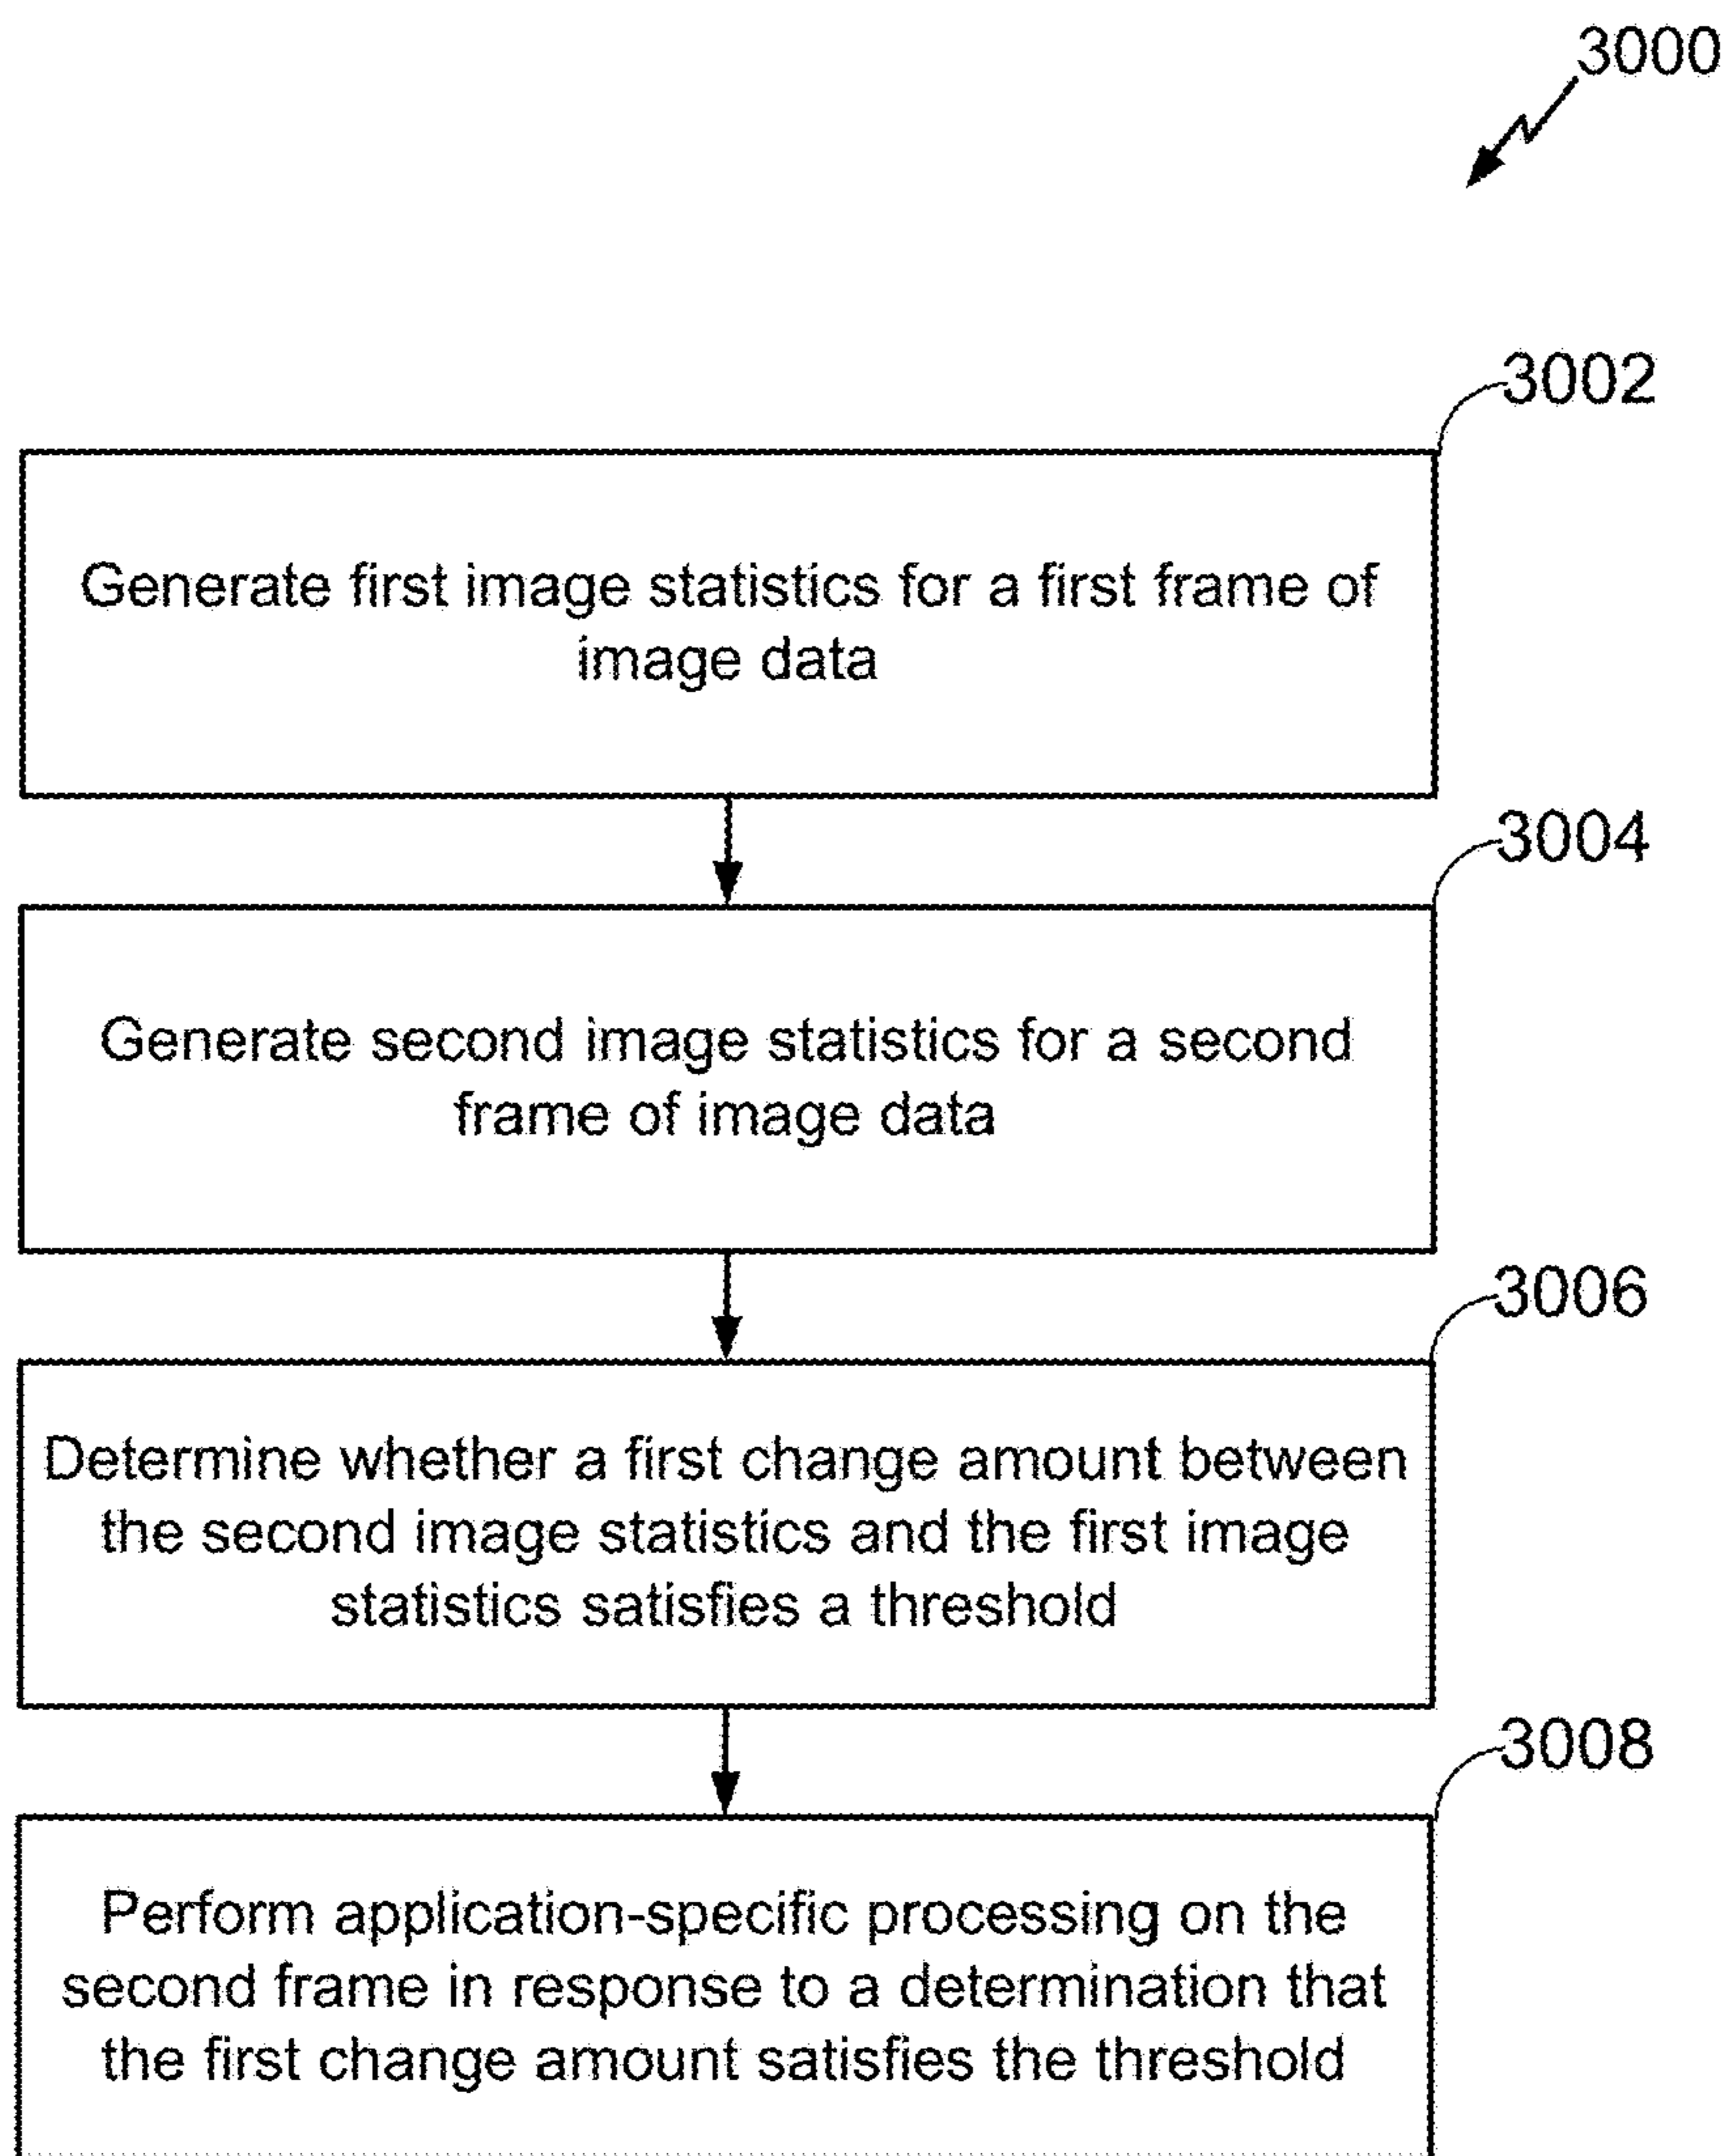 3000
3002
Generate first image statistics for a first frame of
image data
3004
Generate second image statistics for a second
frame of image data
3006
Determine whether a first change amount between
the second image statistics and the first image
statistics satisfies a threshold
3008
Perform application-specific processing on the
second frame in response to a determination that
the first change amount satisfies the threshold